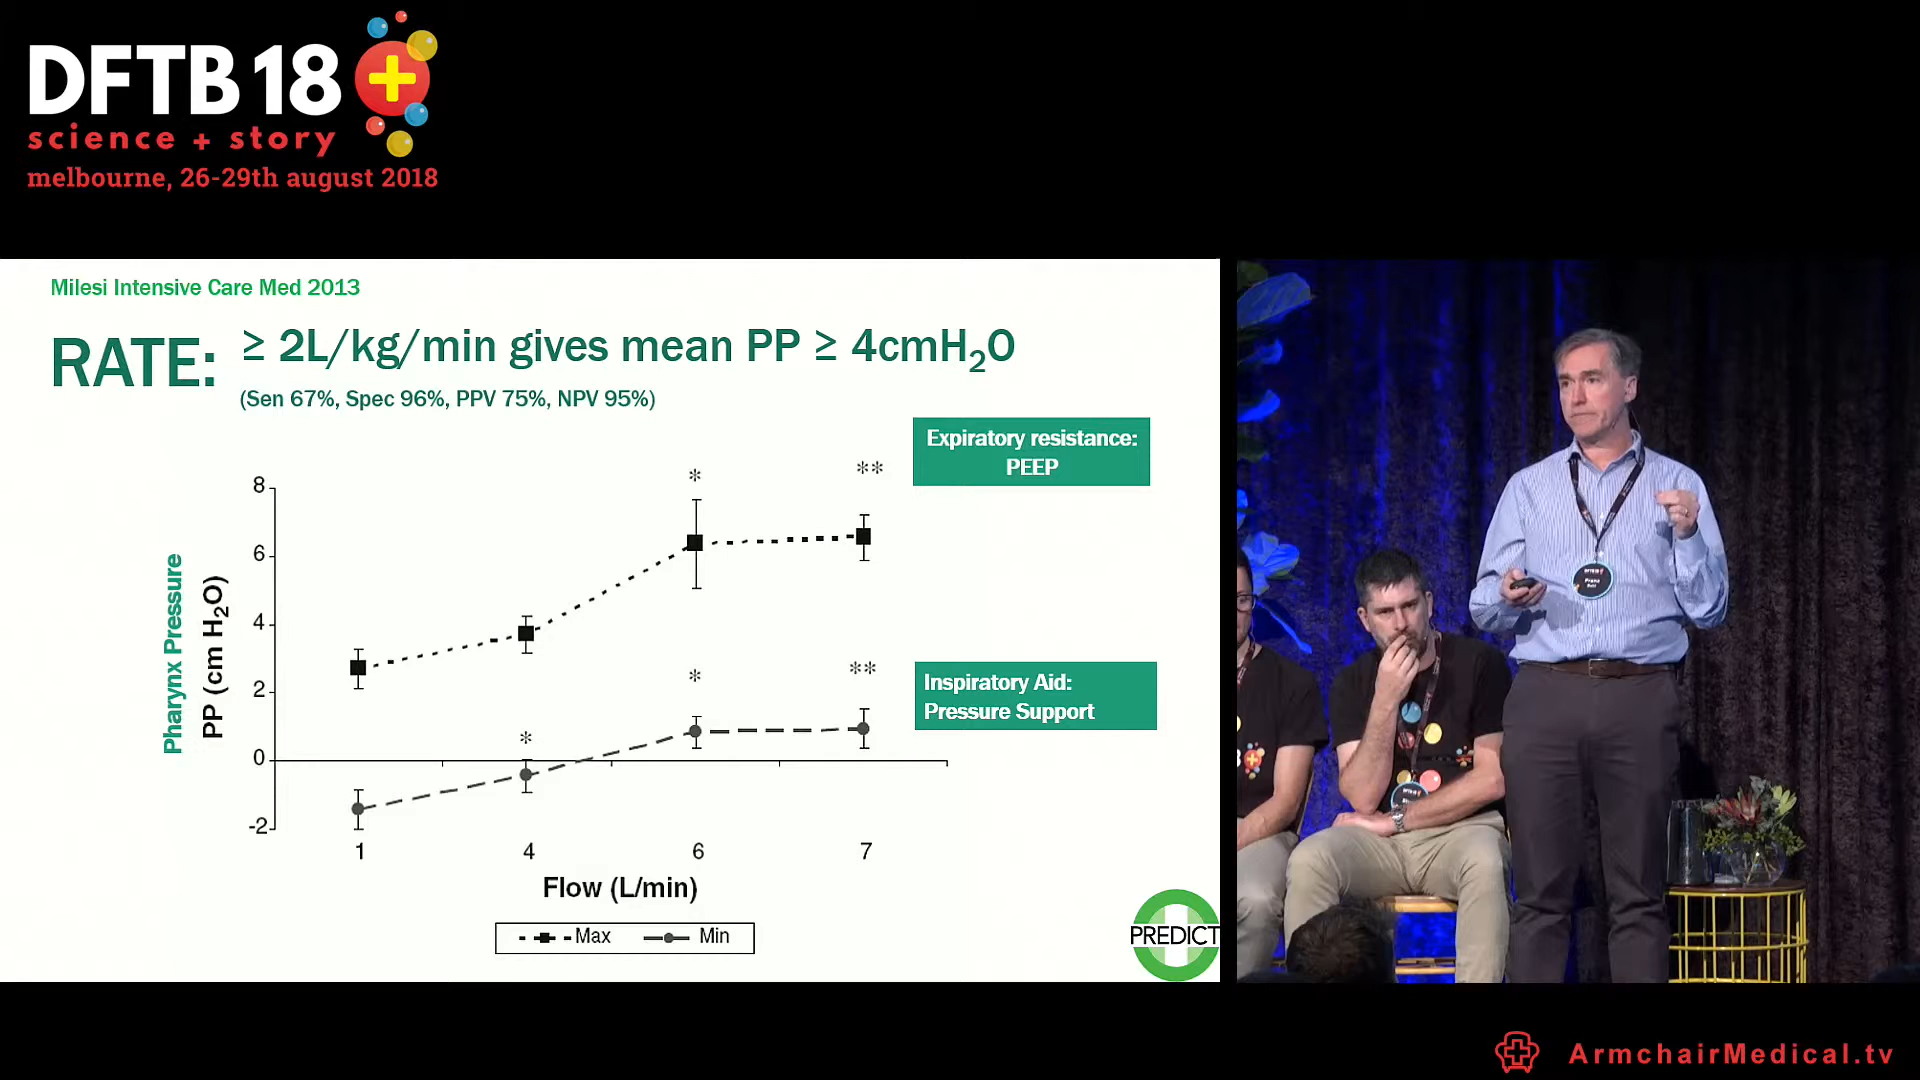 DFTB 18
science + story
melbourne, 26-29th august 2018
Milesi Intensive Care Med 2013
RATE: ≥ 2L/kg/min gives mean PP ≥ 4cmH₂O
(Sen 67%, Spec 96%, PPV 75%, NPV 95%)
Expiratory resistance:
PEEP
Inspiratory Aid:
Pressure Support
Pharynx Pressure
PP (cm H₂O)
8
6
4
2
0
-2
* **
* * **
1 4 6 7
Flow (L/min)
Max Min
PREDICT
DFTB18
Franz
ArmchairMedical.tv